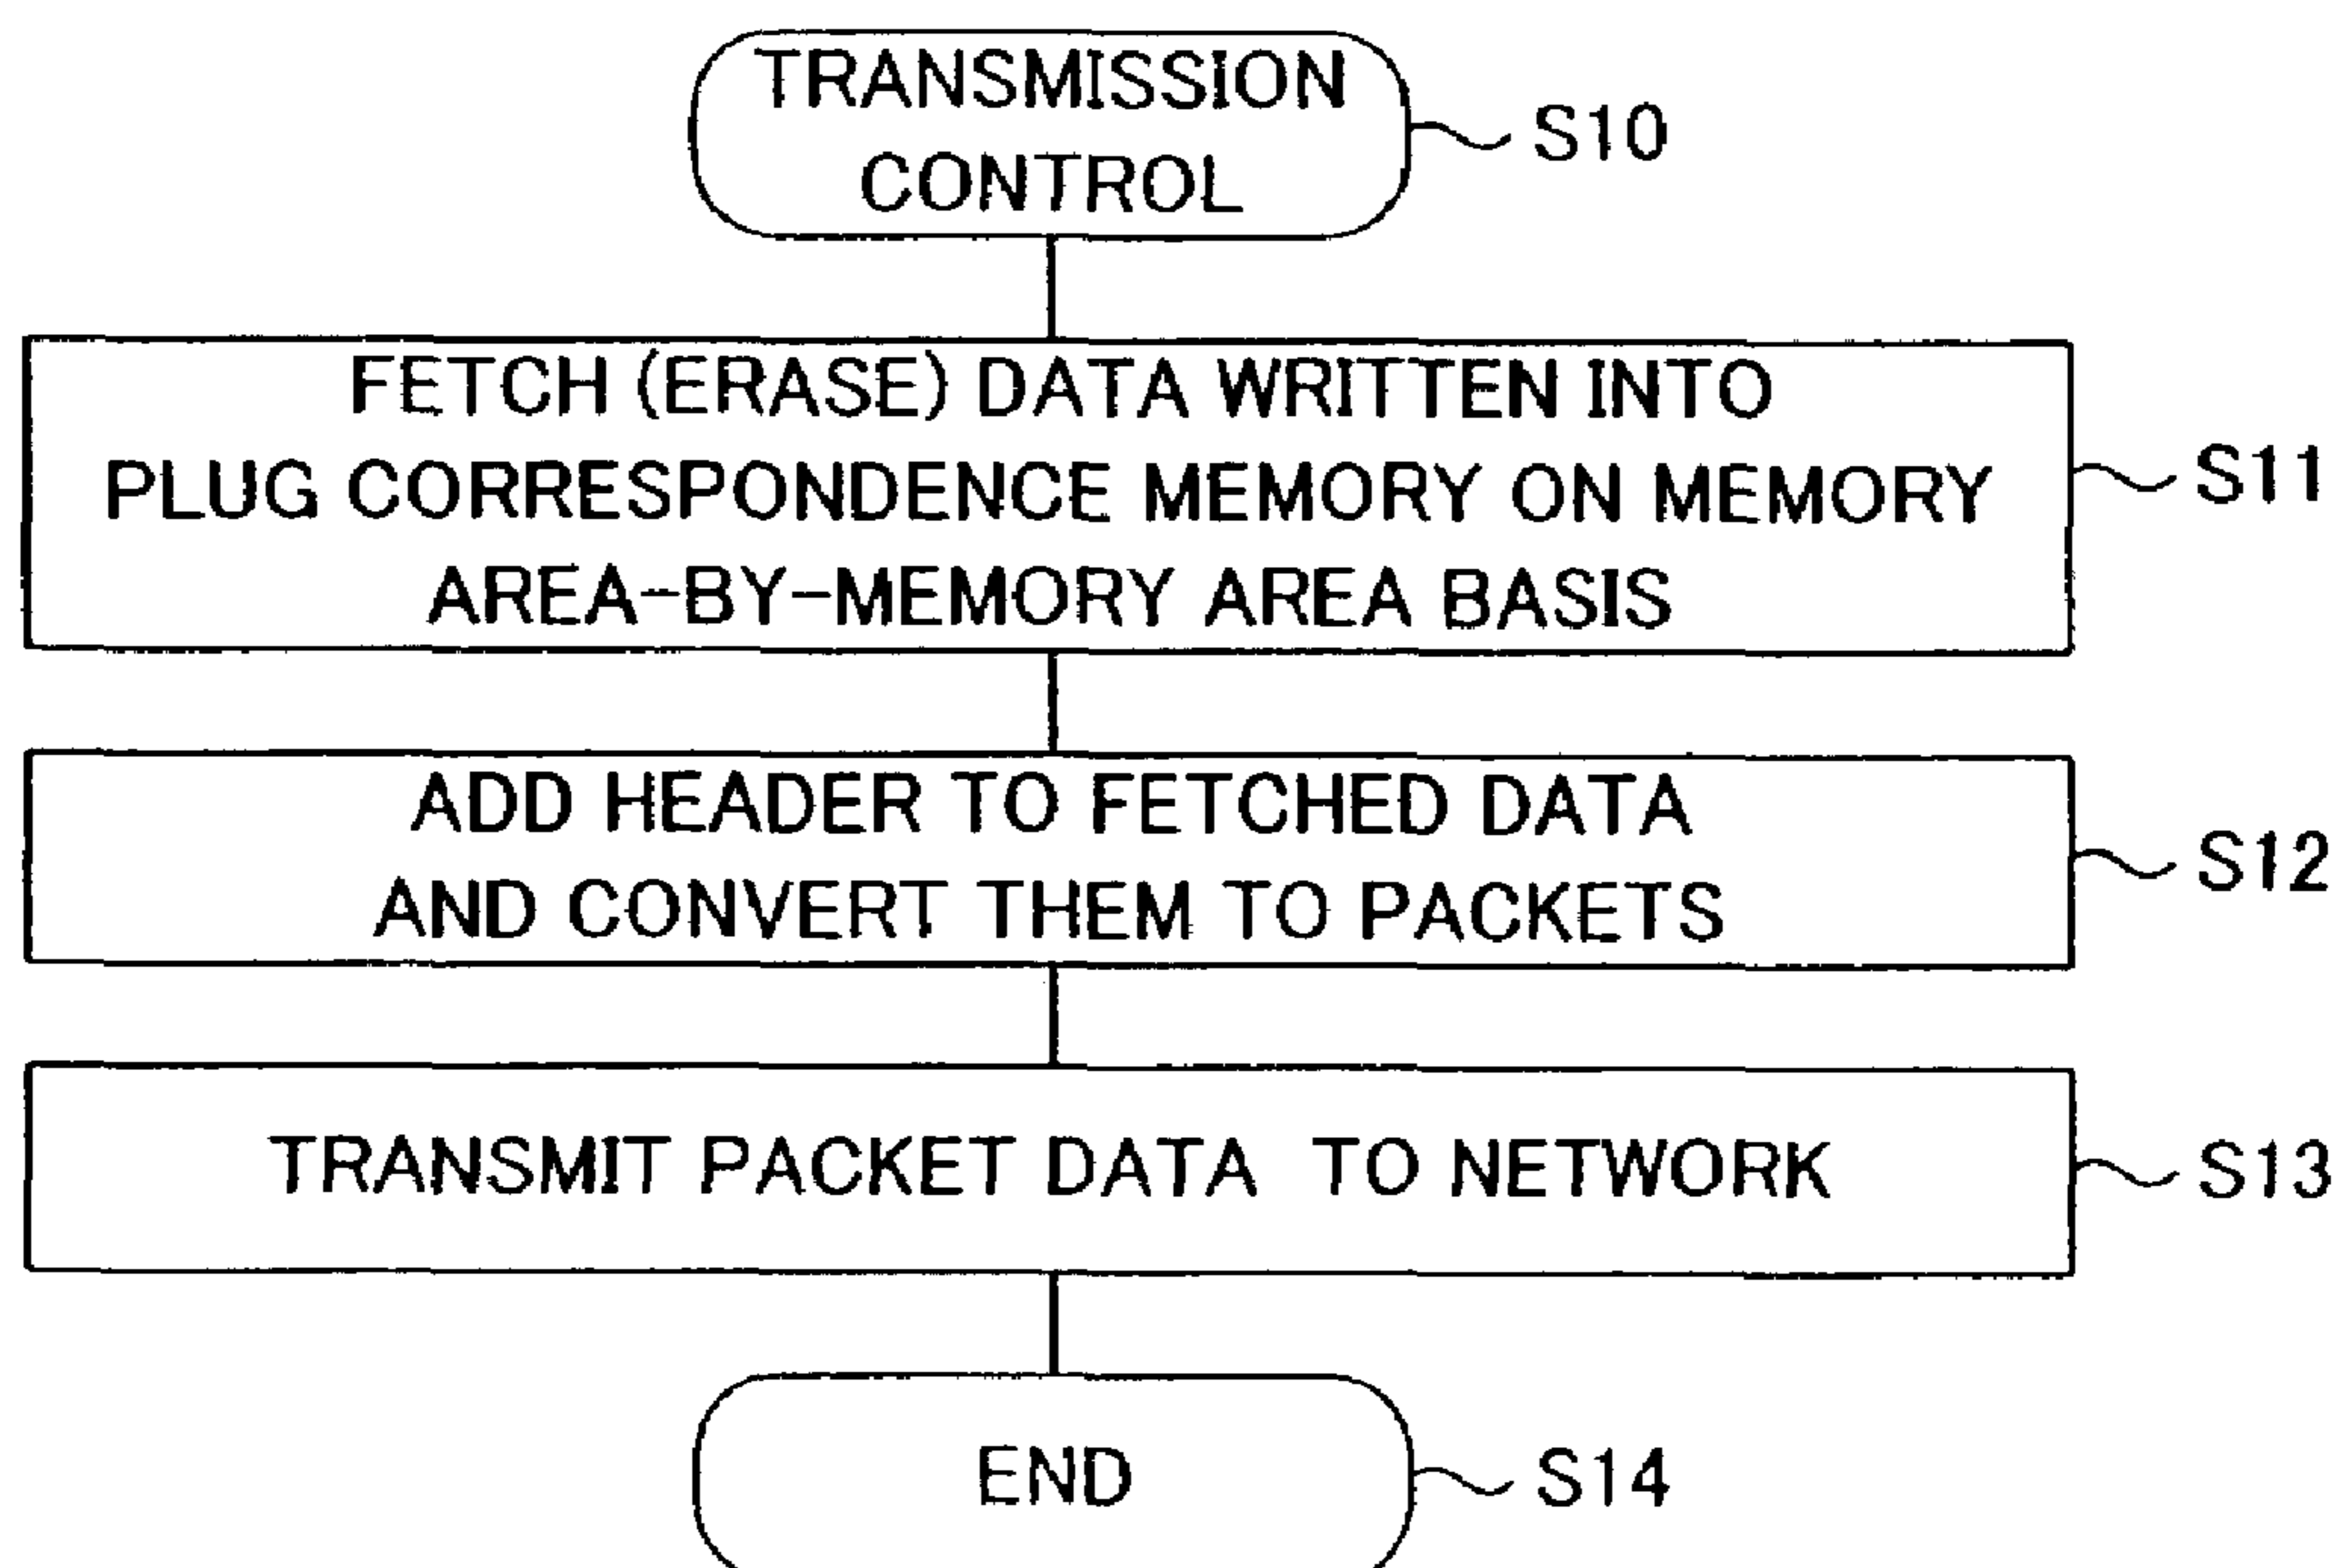 TRANSMISSION
CONTROL
S10
FETCH (ERASE) DATA WRITTEN INTO
PLUG CORRESPONDENCE MEMORY ON MEMORY
AREA-BY-MEMORY AREA BASIS
S11
ADD HEADER TO FETCHED DATA
AND CONVERT THEM TO PACKETS
S12
TRANSMIT PACKET DATA TO NETWORK
S13
END
S14